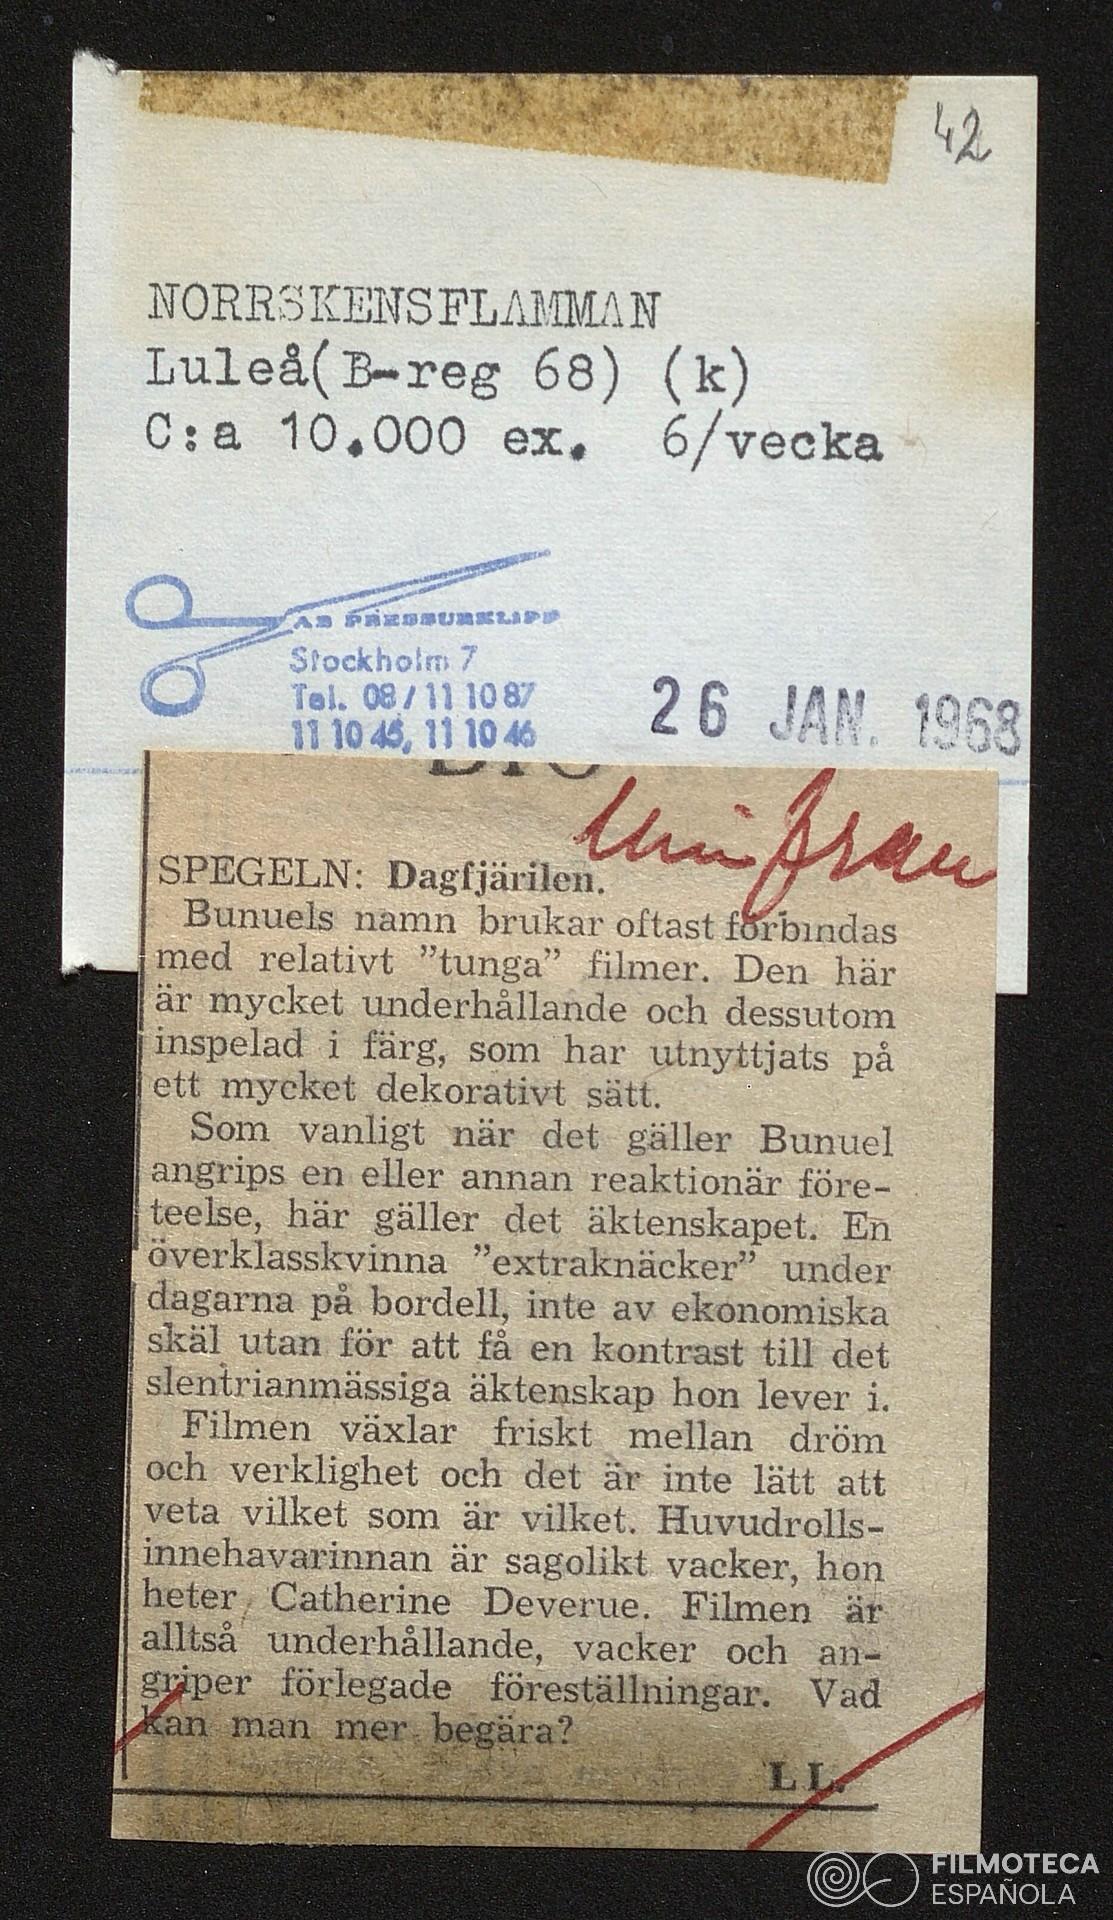 42
NORRSKENSFLAMMAN
Luleå(B-reg 68) (k)
C:a 10.000 ex. 6/vecka
AB PRESSURKLIPP
Stockholm 7
Tel. 08/11 10 87
11 10 45, 11 10 46
26 JAN. 1968
BIO
Unifran
SPEGELN: Dagfjärilen.
Bunuels namn brukar oftast förbindas
med relativt ”tunga” filmer. Den här
är mycket underhållande och dessutom
inspelad i färg, som har utnyttjats på
ett mycket dekorativt sätt.
Som vanligt när det gäller Bunuel
angrips en eller annan reaktionär före-
teelse, här gäller det äktenskapet. En
överklasskvinna ”extraknäcker” under
dagarna på bordell, inte av ekonomiska
skäl utan för att få en kontrast till det
slentrianmässiga äktenskap hon lever i.
Filmen växlar friskt mellan dröm
och verklighet och det är inte lätt att
veta vilket som är vilket. Huvudrolls-
innehavarinnan är sagolikt vacker, hon
heter Catherine Deverue. Filmen är
alltså underhållande, vacker och an-
griper förlegade föreställningar. Vad
kan man mer begära?
L L.
FILMOTECA
ESPAÑOLA